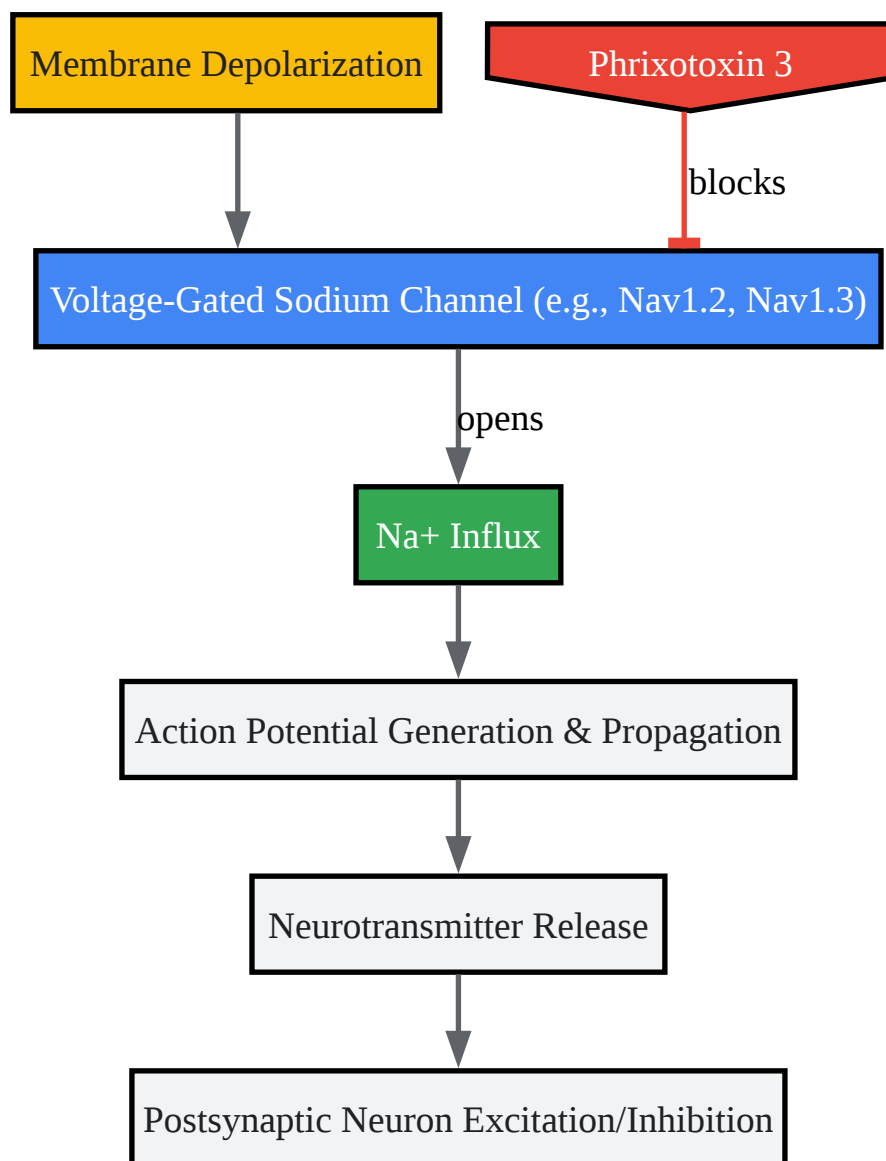 Membrane Depolarization
Phrixotoxin 3
blocks
Voltage-Gated Sodium Channel (e.g., Nav1.2, Nav1.3)
opens
Na+ Influx
Action Potential Generation & Propagation
Neurotransmitter Release
Postsynaptic Neuron Excitation/Inhibition